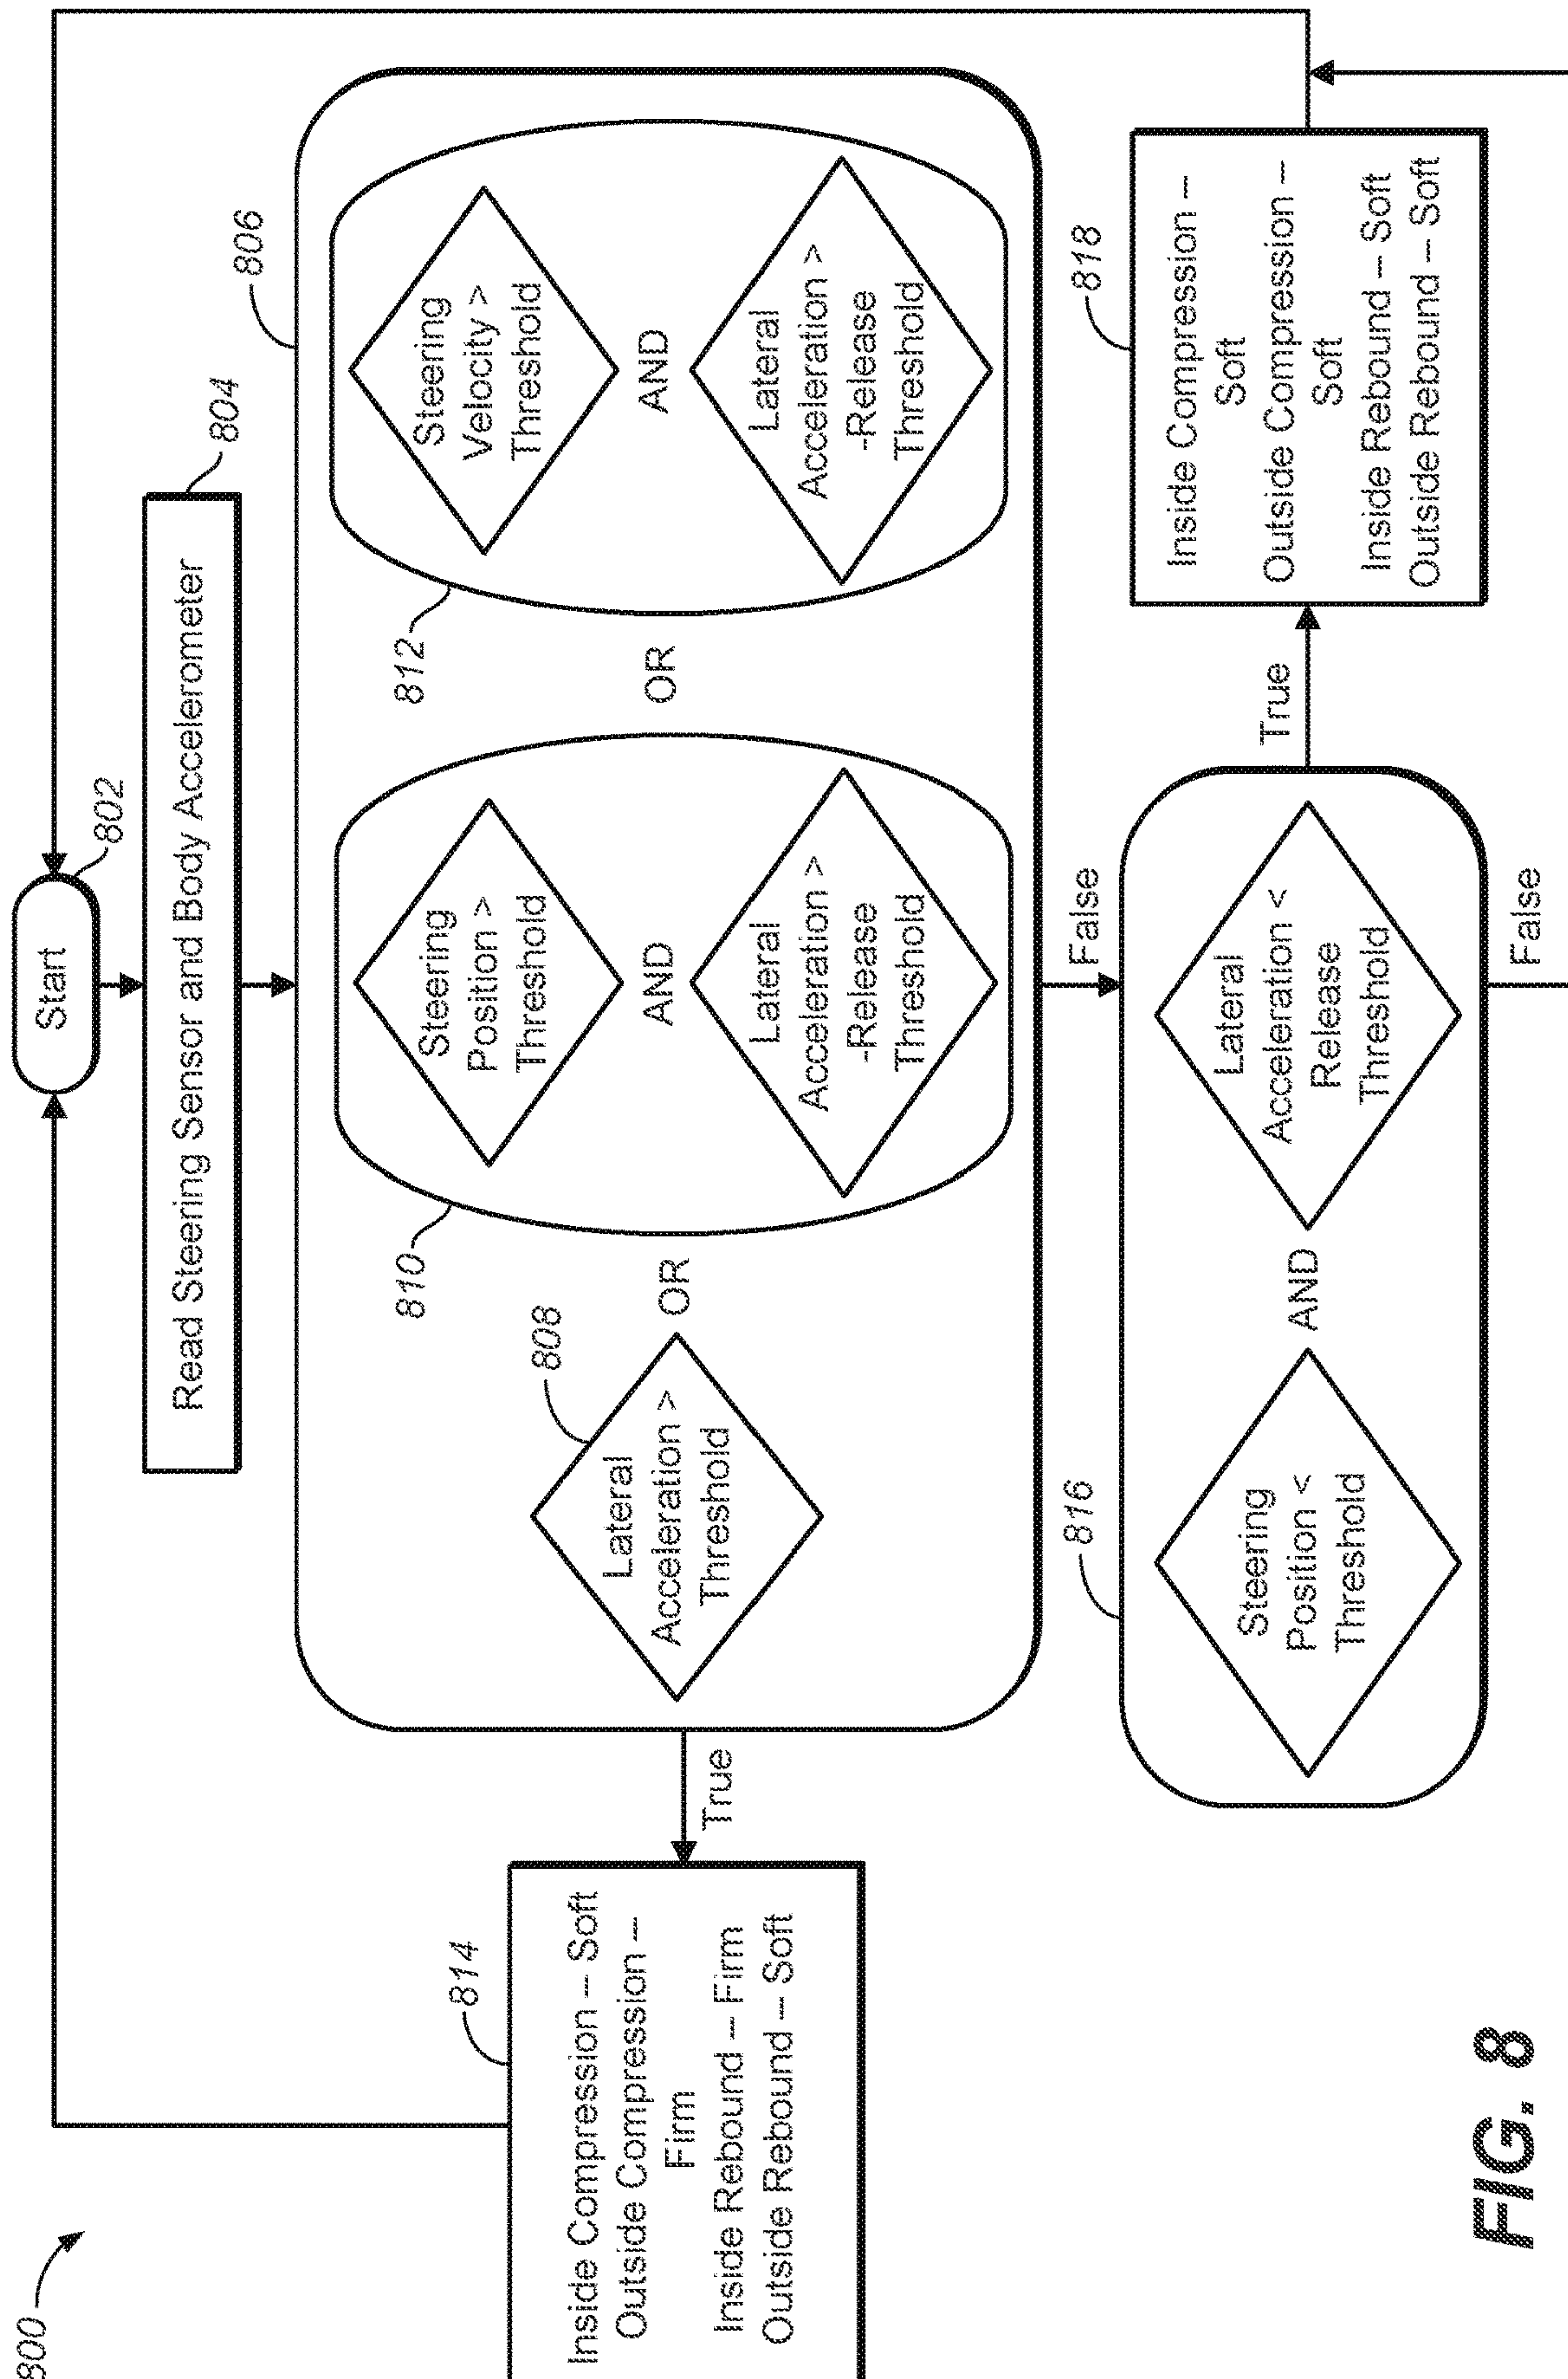 800
Start
802
Read Steering Sensor and Body Accelerometer
804
806
808
Lateral
Acceleration >
Threshold
OR
810
Steering
Position >
Threshold
AND
Lateral
Acceleration >
-Release
Threshold
OR
812
Steering
Velocity >
Threshold
AND
Lateral
Acceleration >
-Release
Threshold
True
814
Inside Compression – Soft
Outside Compression –
Firm
Inside Rebound – Firm
Outside Rebound – Soft
False
816
Steering
Position <
Threshold
AND
Lateral
Acceleration <
Release
Threshold
True
818
Inside Compression –
Soft
Outside Compression –
Soft
Inside Rebound – Soft
Outside Rebound – Soft
False
FIG. 8